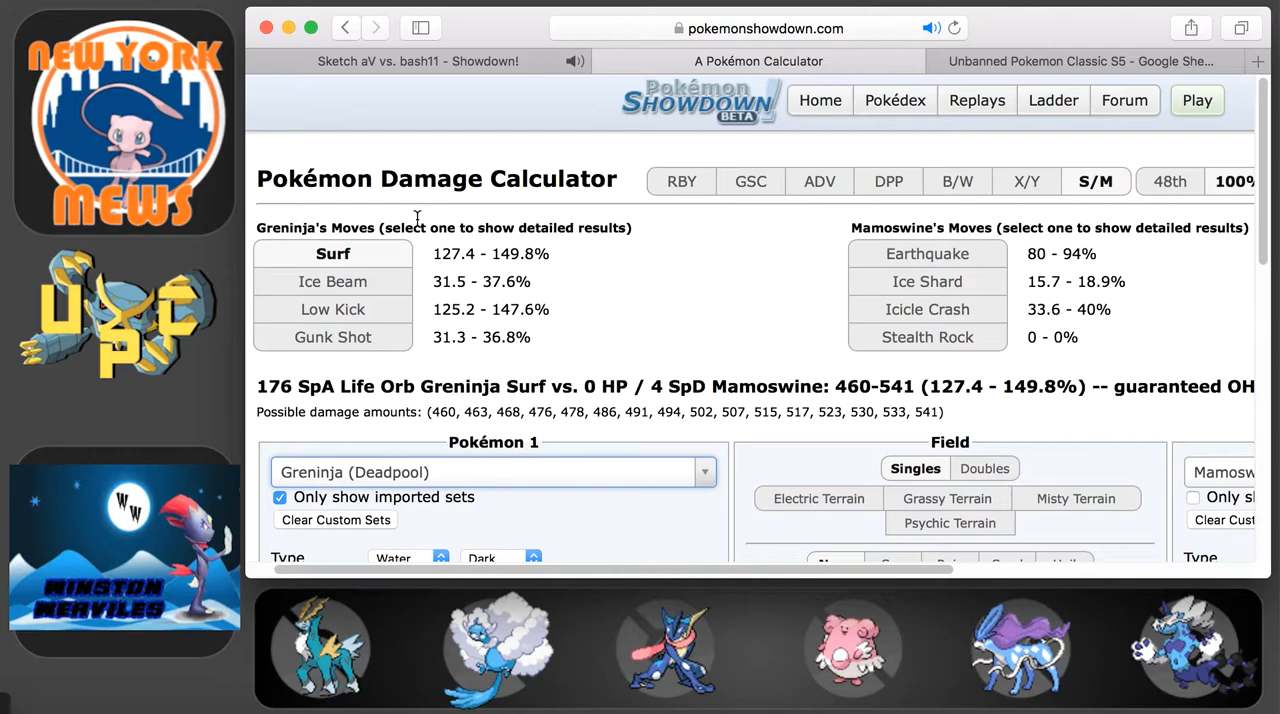 NEW YORK
MEWS
UPC
WW
WINSTON
WEAVILES
pokemonshowdown.com
Sketch aV vs. bash11 - Showdown!
A Pokémon Calculator
Unbanned Pokemon Classic S5 - Google She...
Pokémon
SHOWDOWN!
BETA
Home
Pokédex
Replays
Ladder
Forum
Play
Pokémon Damage Calculator
RBY
GSC
ADV
DPP
B/W
X/Y
S/M
48th
100%
Greninja's Moves (select one to show detailed results)
Surf 127.4 - 149.8%
Ice Beam 31.5 - 37.6%
Low Kick 125.2 - 147.6%
Gunk Shot 31.3 - 36.8%
Mamoswine's Moves (select one to show detailed results)
Earthquake 80 - 94%
Ice Shard 15.7 - 18.9%
Icicle Crash 33.6 - 40%
Stealth Rock 0 - 0%
176 SpA Life Orb Greninja Surf vs. 0 HP / 4 SpD Mamoswine: 460-541 (127.4 - 149.8%) -- guaranteed OH
Possible damage amounts: (460, 463, 468, 476, 478, 486, 491, 494, 502, 507, 515, 517, 523, 530, 533, 541)
Pokémon 1
Greninja (Deadpool)
Only show imported sets
Clear Custom Sets
Type Water Dark
Field
Singles
Doubles
Electric Terrain
Grassy Terrain
Misty Terrain
Psychic Terrain
Mamosw
Only s
Clear Cust
Type